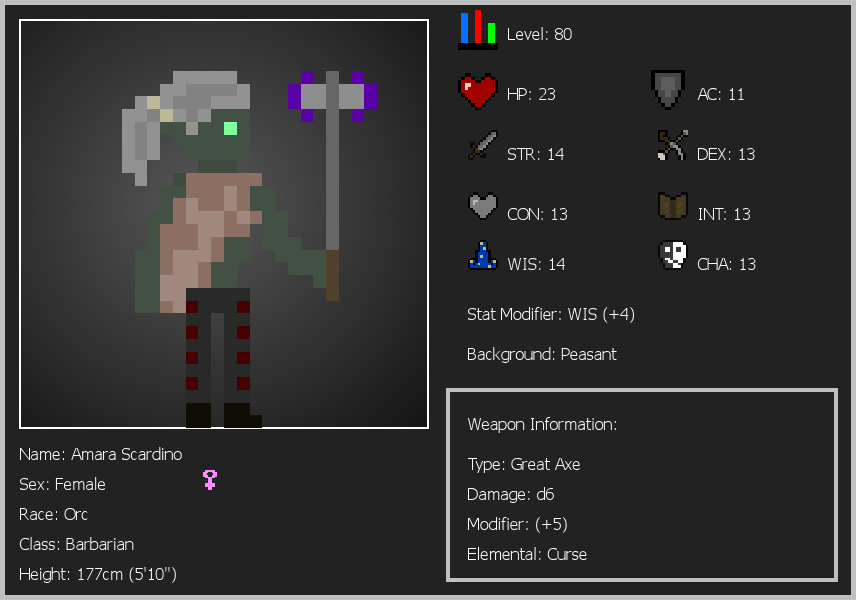 Level: 80
HP: 23
AC: 11
STR: 14
DEX: 13
CON: 13
INT: 13
WIS: 14
CHA: 13
Stat Modifier: WIS (+4)
Background: Peasant
Weapon Information:
Type: Great Axe
Damage: d6
Modifier: (+5)
Elemental: Curse
Name: Amara Scardino
Sex: Female
Race: Orc
Class: Barbarian
Height: 177cm (5'10")